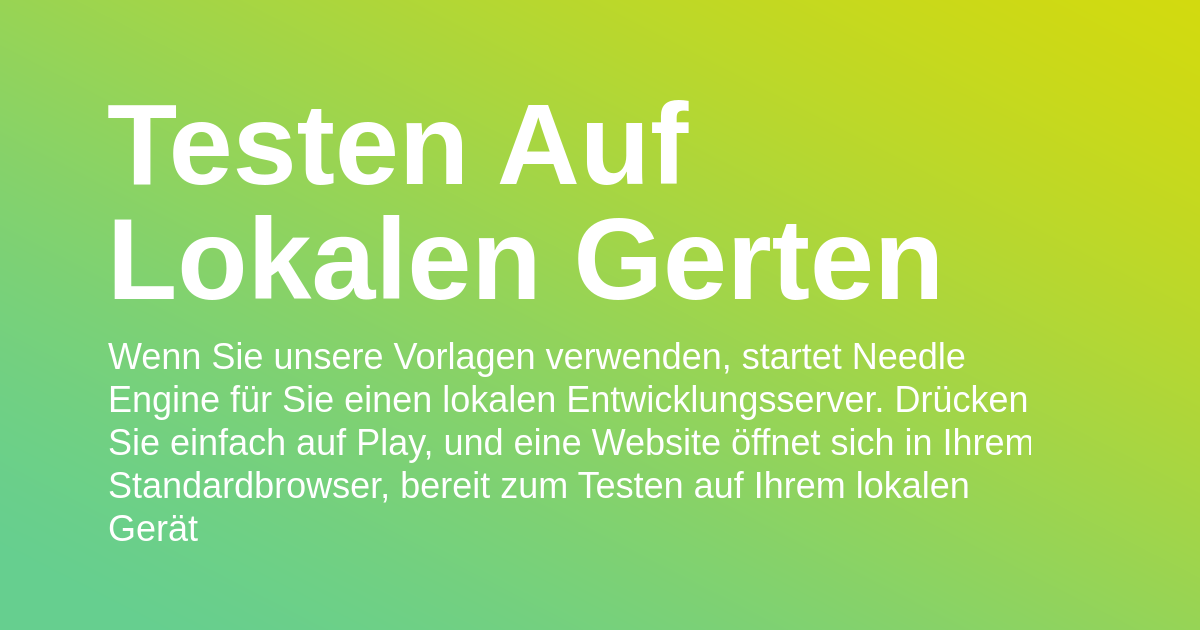 Testen Auf
Lokalen Gerten
Wenn Sie unsere Vorlagen verwenden, startet Needle
Engine für Sie einen lokalen Entwicklungsserver. Drücken
Sie einfach auf Play, und eine Website öffnet sich in Ihrem
Standardbrowser, bereit zum Testen auf Ihrem lokalen
Gerät